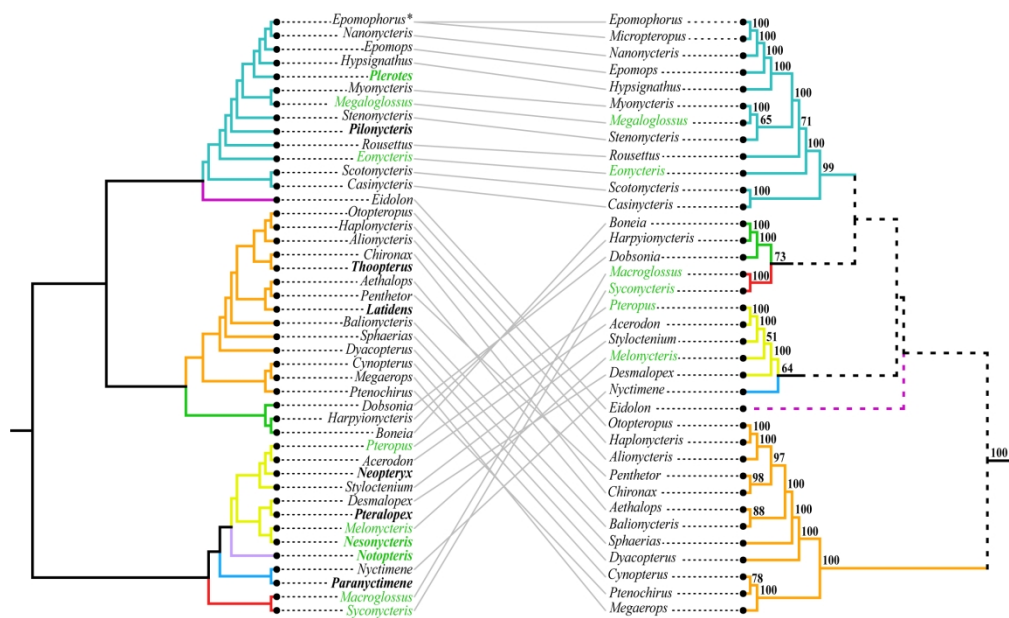 Epomophorus*
Nanonycteris
Epomops
Hypsignathus
Plerotes
Myonycteris
Megaloglossus
Stenonycteris
Pilonycteris
Rousettus
Eonycteris
Scotonycteris
Casinycteris
Eidolon
Otopteropus
Haplonycteris
Alionycteris
Chironax
Thoopterus
Aethalops
Penthetor
Latidens
Balionycteris
Sphaerias
Dyacopterus
Cynopterus
Megaerops
Ptenochirus
Dobsonia
Harpyionycteris
Boneia
Pteropus
Acerodon
Neopteryx
Styloctenium
Desmalopex
Pteralopex
Melonycteris
Nesonycteris
Notopteris
Nyctimene
Paranyctimene
Macroglossus
Syconycteris
Epomophorus
Micropteropus
Nanonycteris
Epomops
Hypsignathus
Myonycteris
Megaloglossus
Stenonycteris
Rousettus
Eonycteris
Scotonycteris
Casinycteris
Boneia
Harpyionycteris
Dobsonia
Macroglossus
Syconycteris
Pteropus
Acerodon
Styloctenium
Melonycteris
Desmalopex
Nyctimene
Eidolon
Otopteropus
Haplonycteris
Alionycteris
Penthetor
Chironax
Aethalops
Balionycteris
Sphaerias
Dyacopterus
Cynopterus
Ptenochirus
Megaerops
100
100
100
100
100
100
65
71
100
99
100
100
100
73
100
100
100
51
100
64
100
100
97
98
100
88
100
100
100
78
100
100